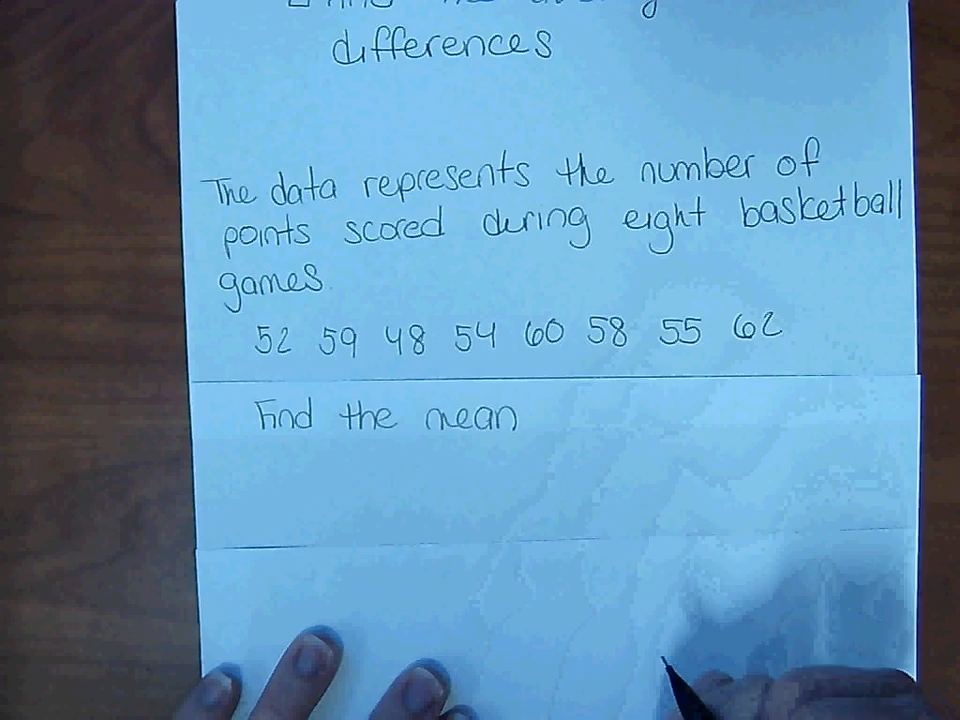 differences
The data represents the number of
points scored during eight basketball
games.
52 59 48 54 60 58 55 62
Find the mean